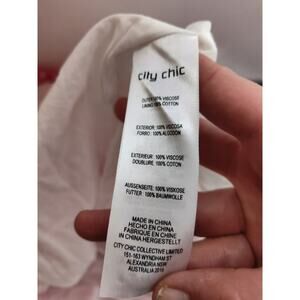 city chic
OUTER: 100% VISCOSE
LINING: 100% COTTON
EXTERIOR: 100% VISCOSA
FORRO: 100% ALGODÓN
EXTERIEUR: 100% VISCOSE
DOUBLURE: 100% COTON
AUSSENSEITE: 100% VISKOSE
FUTTER: 100% BAUMWOLLE
MADE IN CHINA
HECHO EN CHINA
FABRIQUE EN CHINE
IN CHINA HERGESTELLT
CITY CHIC COLLECTIVE LIMITED
151-163 WYNDHAM ST
ALEXANDRIA NSW
AUSTRALIA 2015